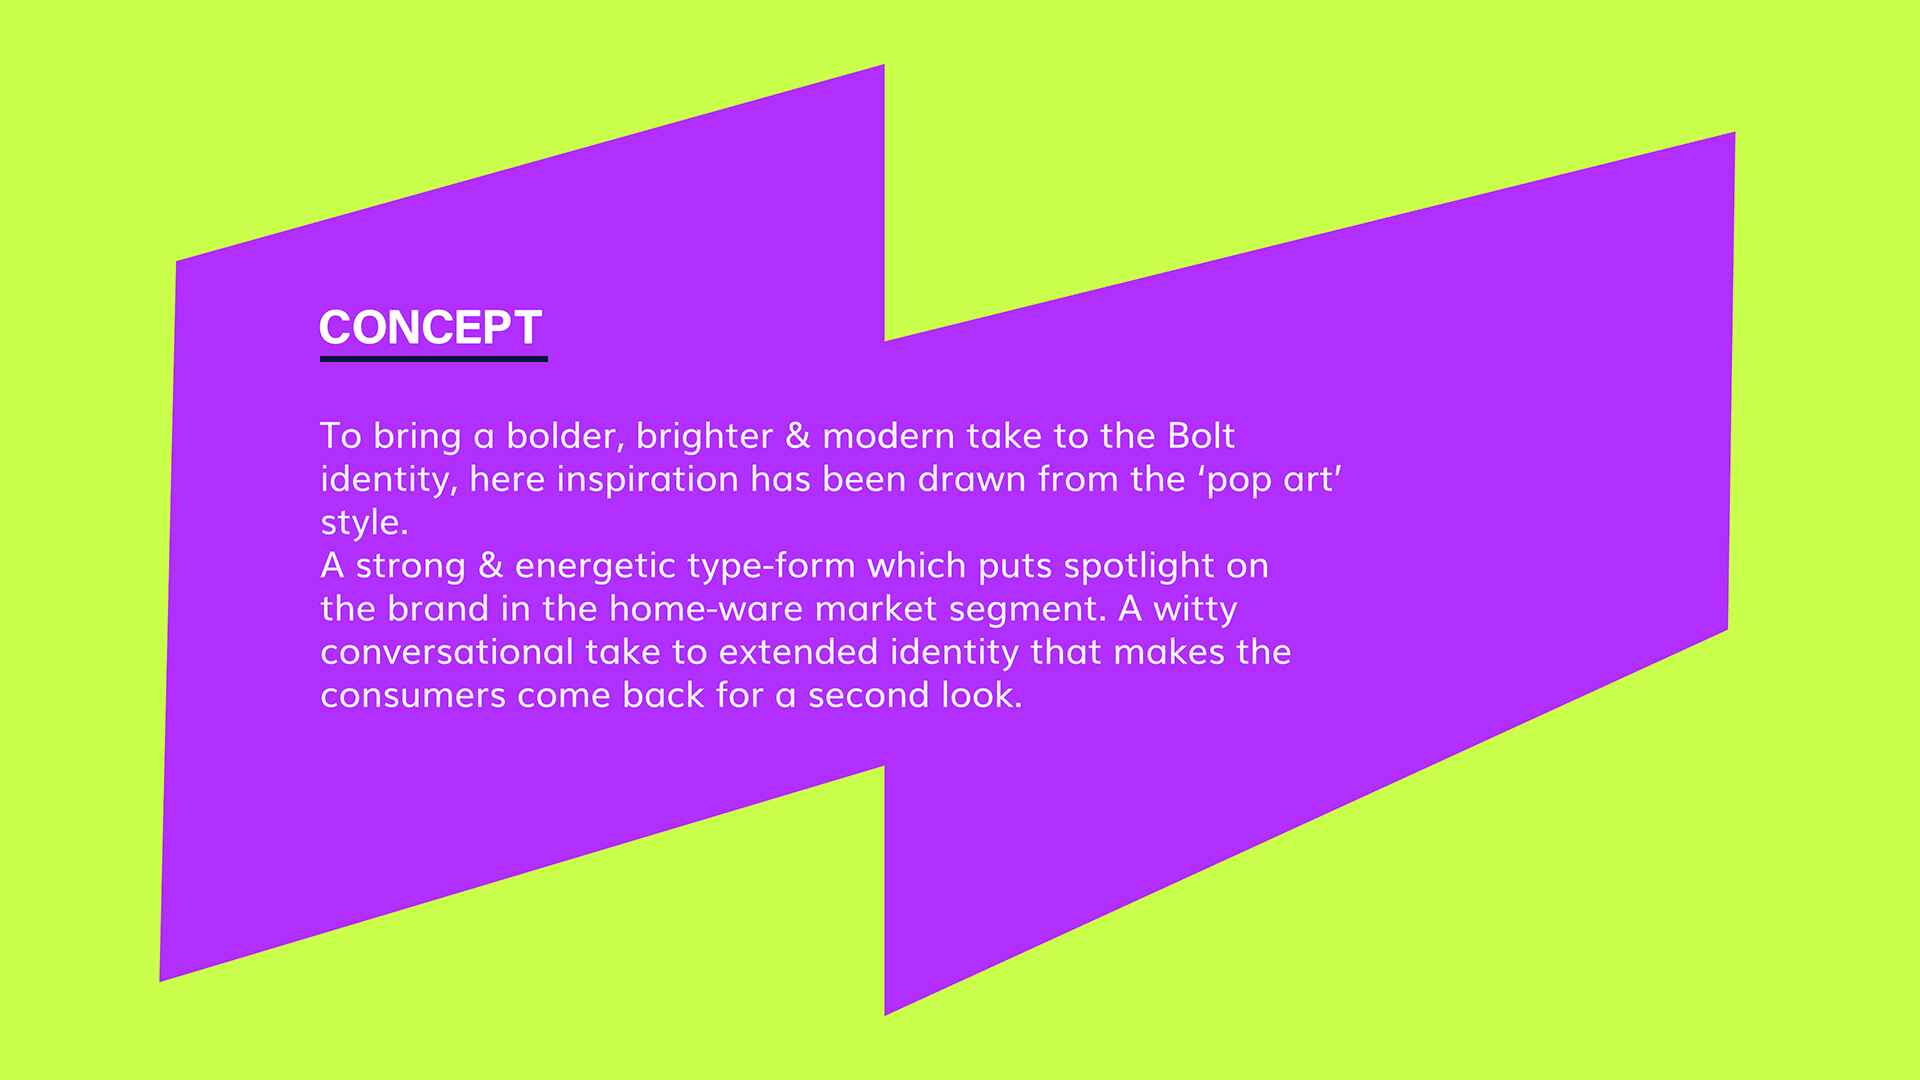 CONCEPT
To bring a bolder, brighter & modern take to the Bolt
identity, here inspiration has been drawn from the ‘pop art’
style.
A strong & energetic type-form which puts spotlight on
the brand in the home-ware market segment. A witty
conversational take to extended identity that makes the
consumers come back for a second look.